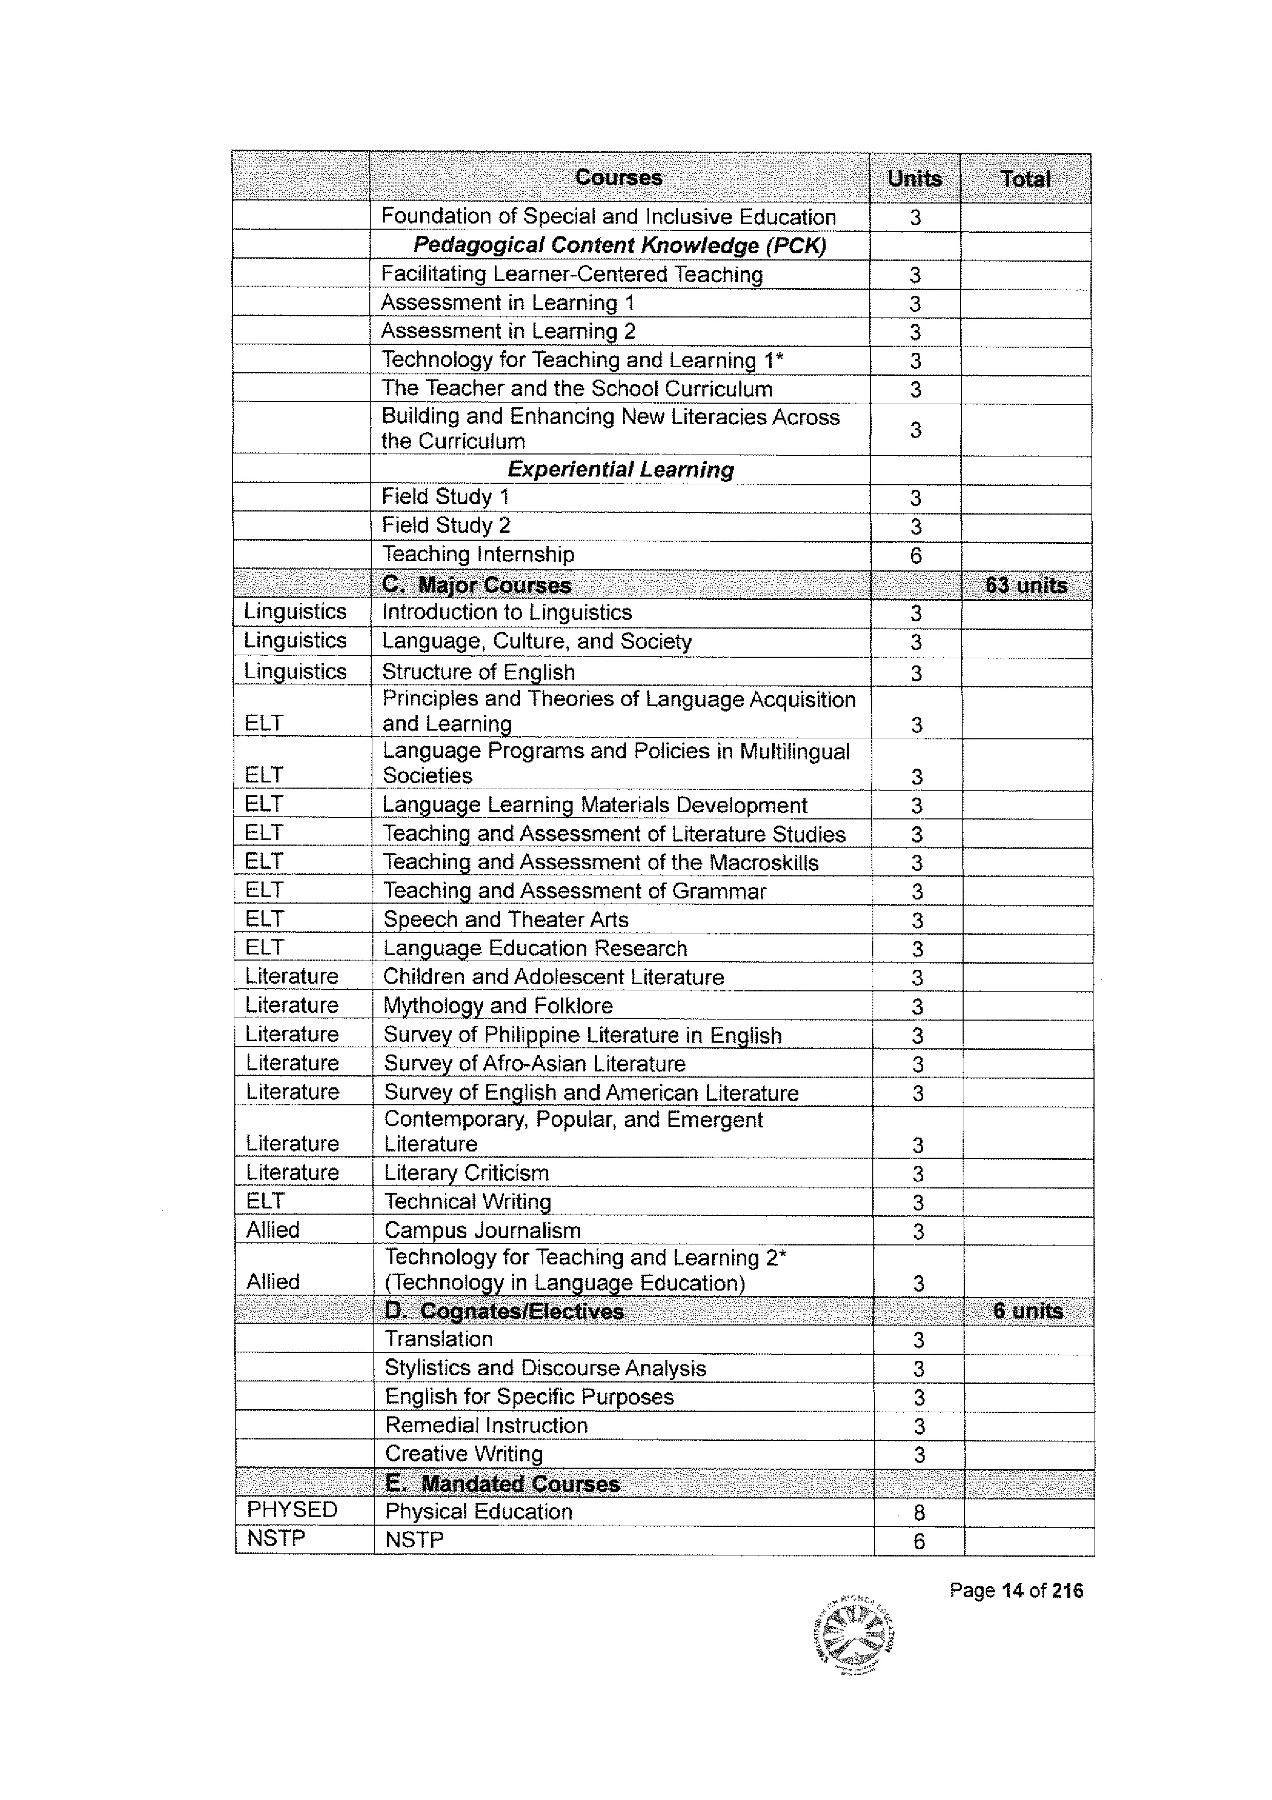 Courses Units Total
Foundation of Special and Inclusive Education 3
Pedagogical Content Knowledge (PCK)
Facilitating Learner-Centered Teaching 3
Assessment in Learning 1 3
Assessment in Learning 2 3
Technology for Teaching and Learning 1* 3
The Teacher and the School Curriculum 3
Building and Enhancing New Literacies Across
the Curriculum 3
Experiential Learning
Field Study 1 3
Field Study 2 3
Teaching Internship 6
C. Major Courses 63 units
Linguistics Introduction to Linguistics 3
Linguistics Language, Culture, and Society 3
Linguistics Structure of English 3
Principles and Theories of Language Acquisition
ELT and Learning 3
Language Programs and Policies in Multilingual
ELT Societies 3
ELT Language Learning Materials Development 3
ELT Teaching and Assessment of Literature Studies 3
ELT Teaching and Assessment of the Macroskills 3
ELT Teaching and Assessment of Grammar 3
ELT Speech and Theater Arts 3
ELT Language Education Research 3
Literature Children and Adolescent Literature 3
Literature Mythology and Folklore 3
Literature Survey of Philippine Literature in English 3
Literature Survey of Afro-Asian Literature 3
Literature Survey of English and American Literature 3
Contemporary, Popular, and Emergent
Literature Literature 3
Literature Literary Criticism 3
ELT Technical Writing 3
Allied Campus Journalism 3
Technology for Teaching and Learning 2*
Allied (Technology in Language Education) 3
D. Cognates/Electives 6 units
Translation 3
Stylistics and Discourse Analysis 3
English for Specific Purposes 3
Remedial Instruction 3
Creative Writing 3
E. Mandated Courses
PHYSED Physical Education 8
NSTP NSTP 6
Page 14 of 216